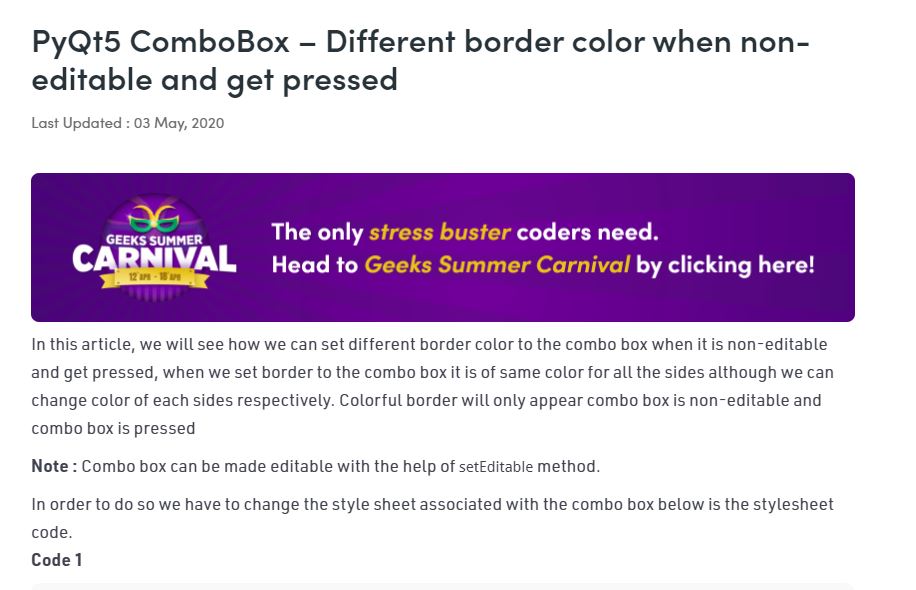 PyQt5 ComboBox – Different border color when non-
editable and get pressed
Last Updated : 03 May, 2020
GEEKS SUMMER
CARNIVAL
12 APR - 18 APR
The only stress buster coders need.
Head to Geeks Summer Carnival by clicking here!
In this article, we will see how we can set different border color to the combo box when it is non-editable
and get pressed, when we set border to the combo box it is of same color for all the sides although we can
change color of each sides respectively. Colorful border will only appear combo box is non-editable and
combo box is pressed
Note : Combo box can be made editable with the help of setEditable method.
In order to do so we have to change the style sheet associated with the combo box below is the stylesheet
code.
Code 1